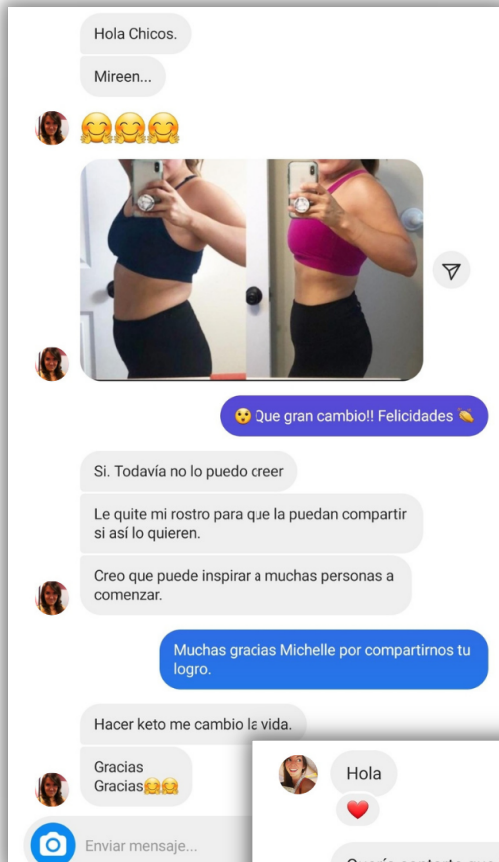 Hola Chicos.
Mireen...
🤗🤗🤗
😲 Que gran cambio!! Felicidades 👏
Si. Todavía no lo puedo creer
Le quite mi rostro para que la puedan compartir
si así lo quieren.
Creo que puede inspirar a muchas personas a
comenzar.
Muchas gracias Michelle por compartirnos tu
logro.
Hacer keto me cambio la vida.
Gracias
Gracias🤗🤗
Enviar mensaje...
Hola
❤️